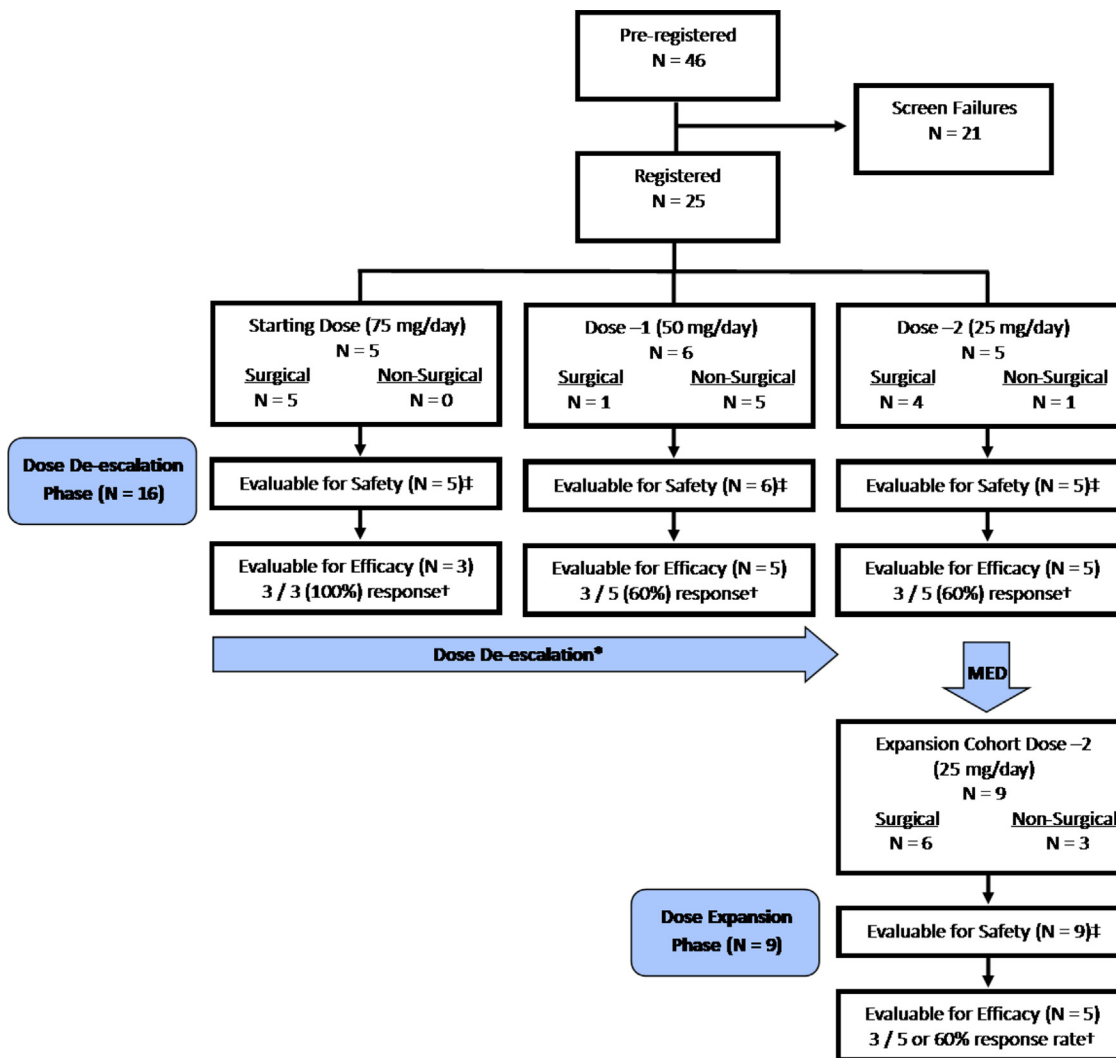 Pre-registered
N = 46
Screen Failures
N = 21
Registered
N = 25
Starting Dose (75 mg/day)
N = 5
Surgical Non-Surgical
N = 5 N = 0
Dose –1 (50 mg/day)
N = 6
Surgical Non-Surgical
N = 1 N = 5
Dose –2 (25 mg/day)
N = 5
Surgical Non-Surgical
N = 4 N = 1
Dose De-escalation
Phase (N = 16)
Evaluable for Safety (N = 5)‡
Evaluable for Safety (N = 6)‡
Evaluable for Safety (N = 5)‡
Evaluable for Efficacy (N = 3)
3 / 3 (100%) response†
Evaluable for Efficacy (N = 5)
3 / 5 (60%) response†
Evaluable for Efficacy (N = 5)
3 / 5 (60%) response†
Dose De-escalation*
MED
Expansion Cohort Dose –2
(25 mg/day)
N = 9
Surgical Non-Surgical
N = 6 N = 3
Dose Expansion
Phase (N = 9)
Evaluable for Safety (N = 9)‡
Evaluable for Efficacy (N = 5)
3 / 5 or 60% response rate†